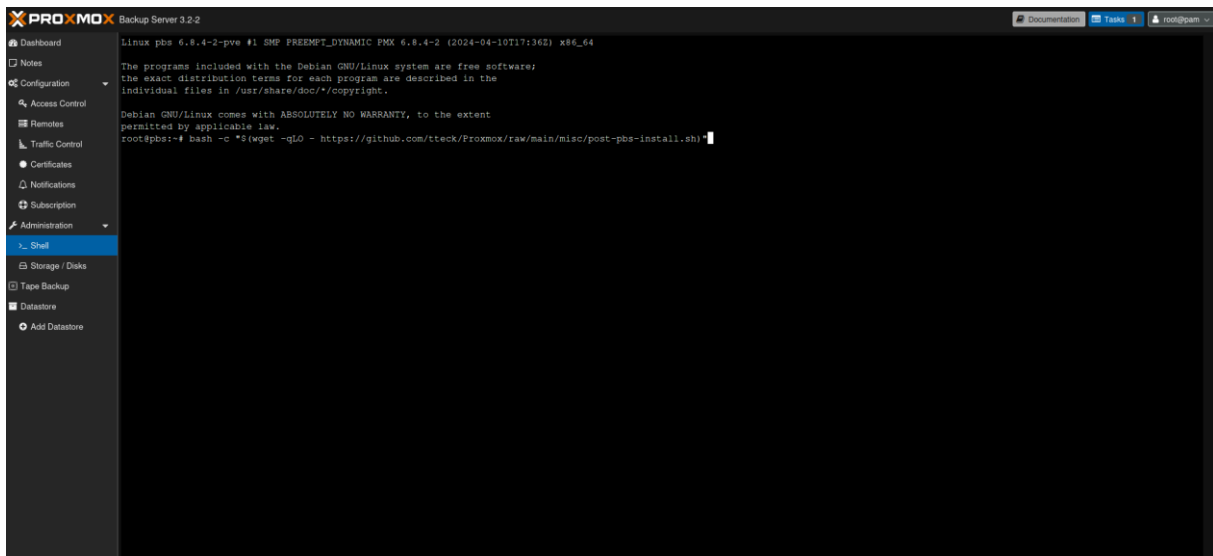 PROXMOX Backup Server 3.2-2
Documentation
Tasks 1
root@pam
Dashboard
Notes
Configuration
Access Control
Remotes
Traffic Control
Certificates
Notifications
Subscription
Administration
>_ Shell
Storage / Disks
Tape Backup
Datastore
Add Datastore
Linux pbs 6.8.4-2-pve #1 SMP PREEMPT_DYNAMIC PMX 6.8.4-2 (2024-04-10T17:36Z) x86_64
The programs included with the Debian GNU/Linux system are free software;
the exact distribution terms for each program are described in the
individual files in /usr/share/doc/*/copyright.
Debian GNU/Linux comes with ABSOLUTELY NO WARRANTY, to the extent
permitted by applicable law.
root@pbs:~# bash -c "$(wget -qLO - https://github.com/tteck/Proxmox/raw/main/misc/post-pbs-install.sh)"